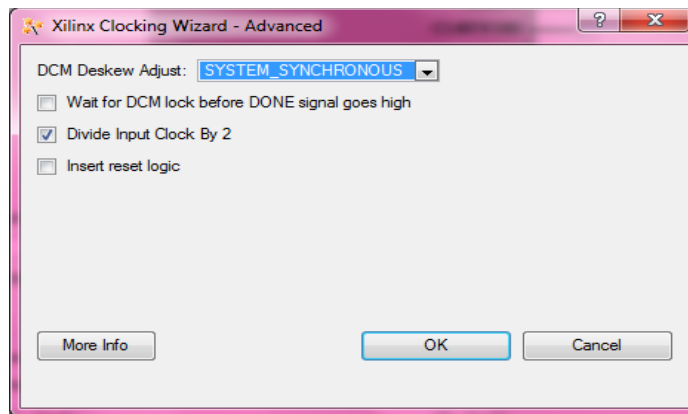 Xilinx Clocking Wizard - Advanced
DCM Deskew Adjust: SYSTEM_SYNCHRONOUS
Wait for DCM lock before DONE signal goes high
Divide Input Clock By 2
Insert reset logic
More Info OK Cancel